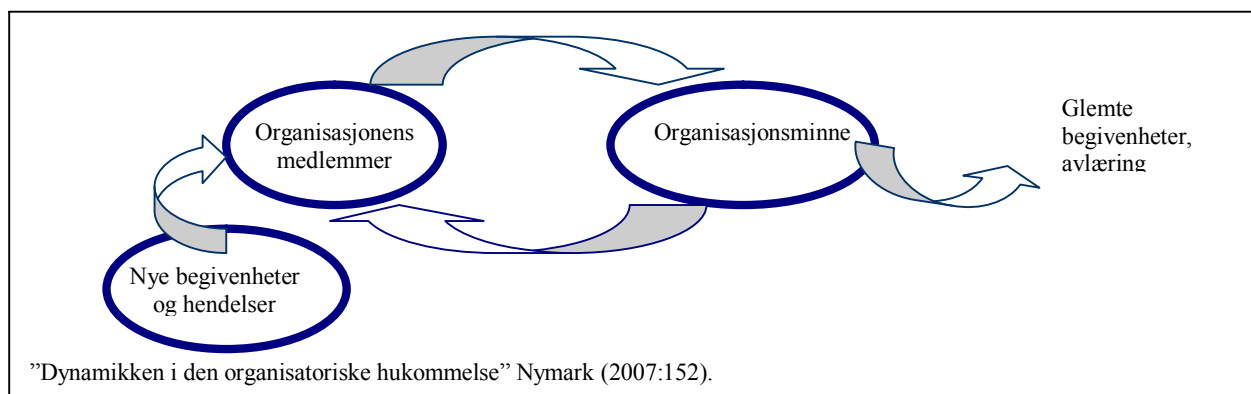 Organisasjonens
medlemmer
Organisasjonsminne
Glemte
begivenheter,
avlæring
Nye begivenheter
og hendelser
”Dynamikken i den organisatoriske hukommelse” Nymark (2007:152).